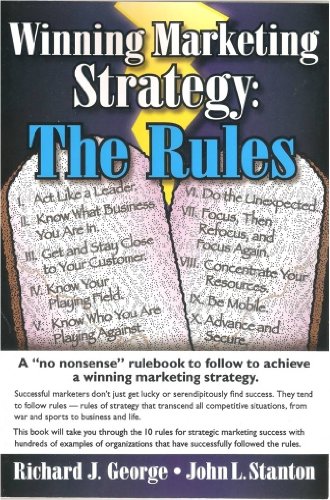 Winning Marketing
Strategy:
The Rules
I. Act Like a Leader.
II. Know What Business
You Are In.
III. Get and Stay Close
to Your Customer.
IV. Know Your
Playing Field.
V. Know Who You Are
Playing Against.
VI. Do the Unexpected.
VII. Focus, Then
Refocus, and
Focus Again.
VIII. Concentrate Your
Resources.
IX. Be Mobile.
X. Advance and
Secure.
A "no nonsense" rulebook to follow to achieve
a winning marketing strategy.
Successful marketers don't just get lucky or serendipitously find success. They tend
to follow rules — rules of strategy that transcend all competitive situations, from
war and sports to business and life.
This book will take you through the 10 rules for strategic marketing success with
hundreds of examples of organizations that have successfully followed the rules.
Richard J. George • John L. Stanton